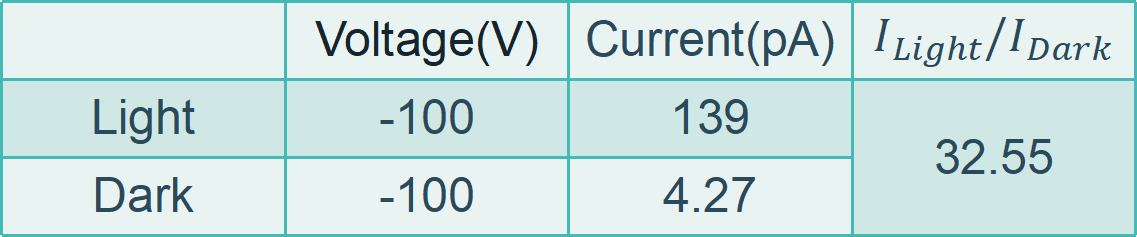 Voltage(V) Current(pA) I_Light/I_Dark
Light -100 139
32.55
Dark -100 4.27